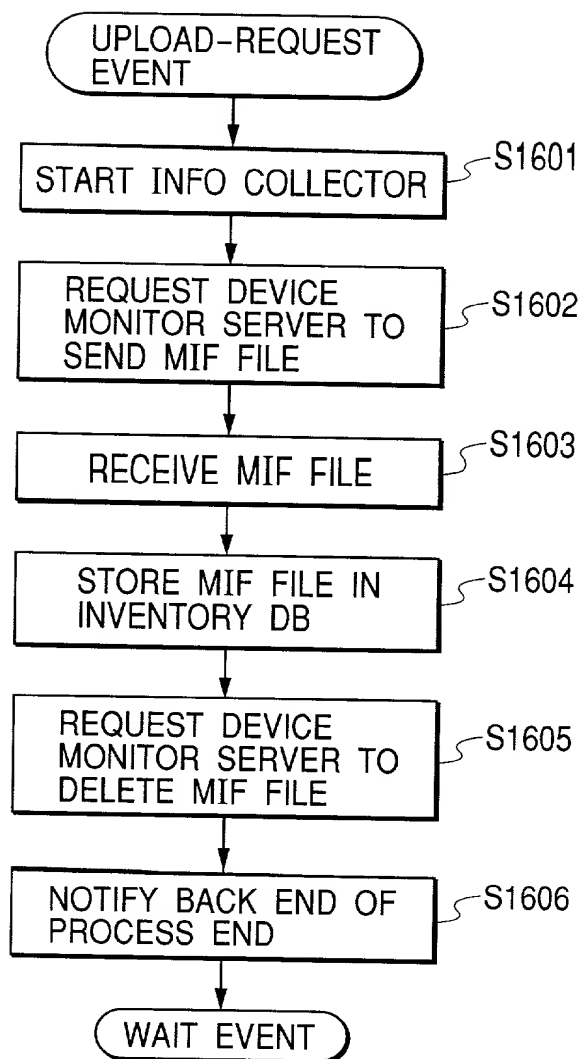 UPLOAD-REQUEST
EVENT
START INFO COLLECTOR
S1601
REQUEST DEVICE
MONITOR SERVER TO
SEND MIF FILE
S1602
RECEIVE MIF FILE
S1603
STORE MIF FILE IN
INVENTORY DB
S1604
REQUEST DEVICE
MONITOR SERVER TO
DELETE MIF FILE
S1605
NOTIFY BACK END OF
PROCESS END
S1606
WAIT EVENT